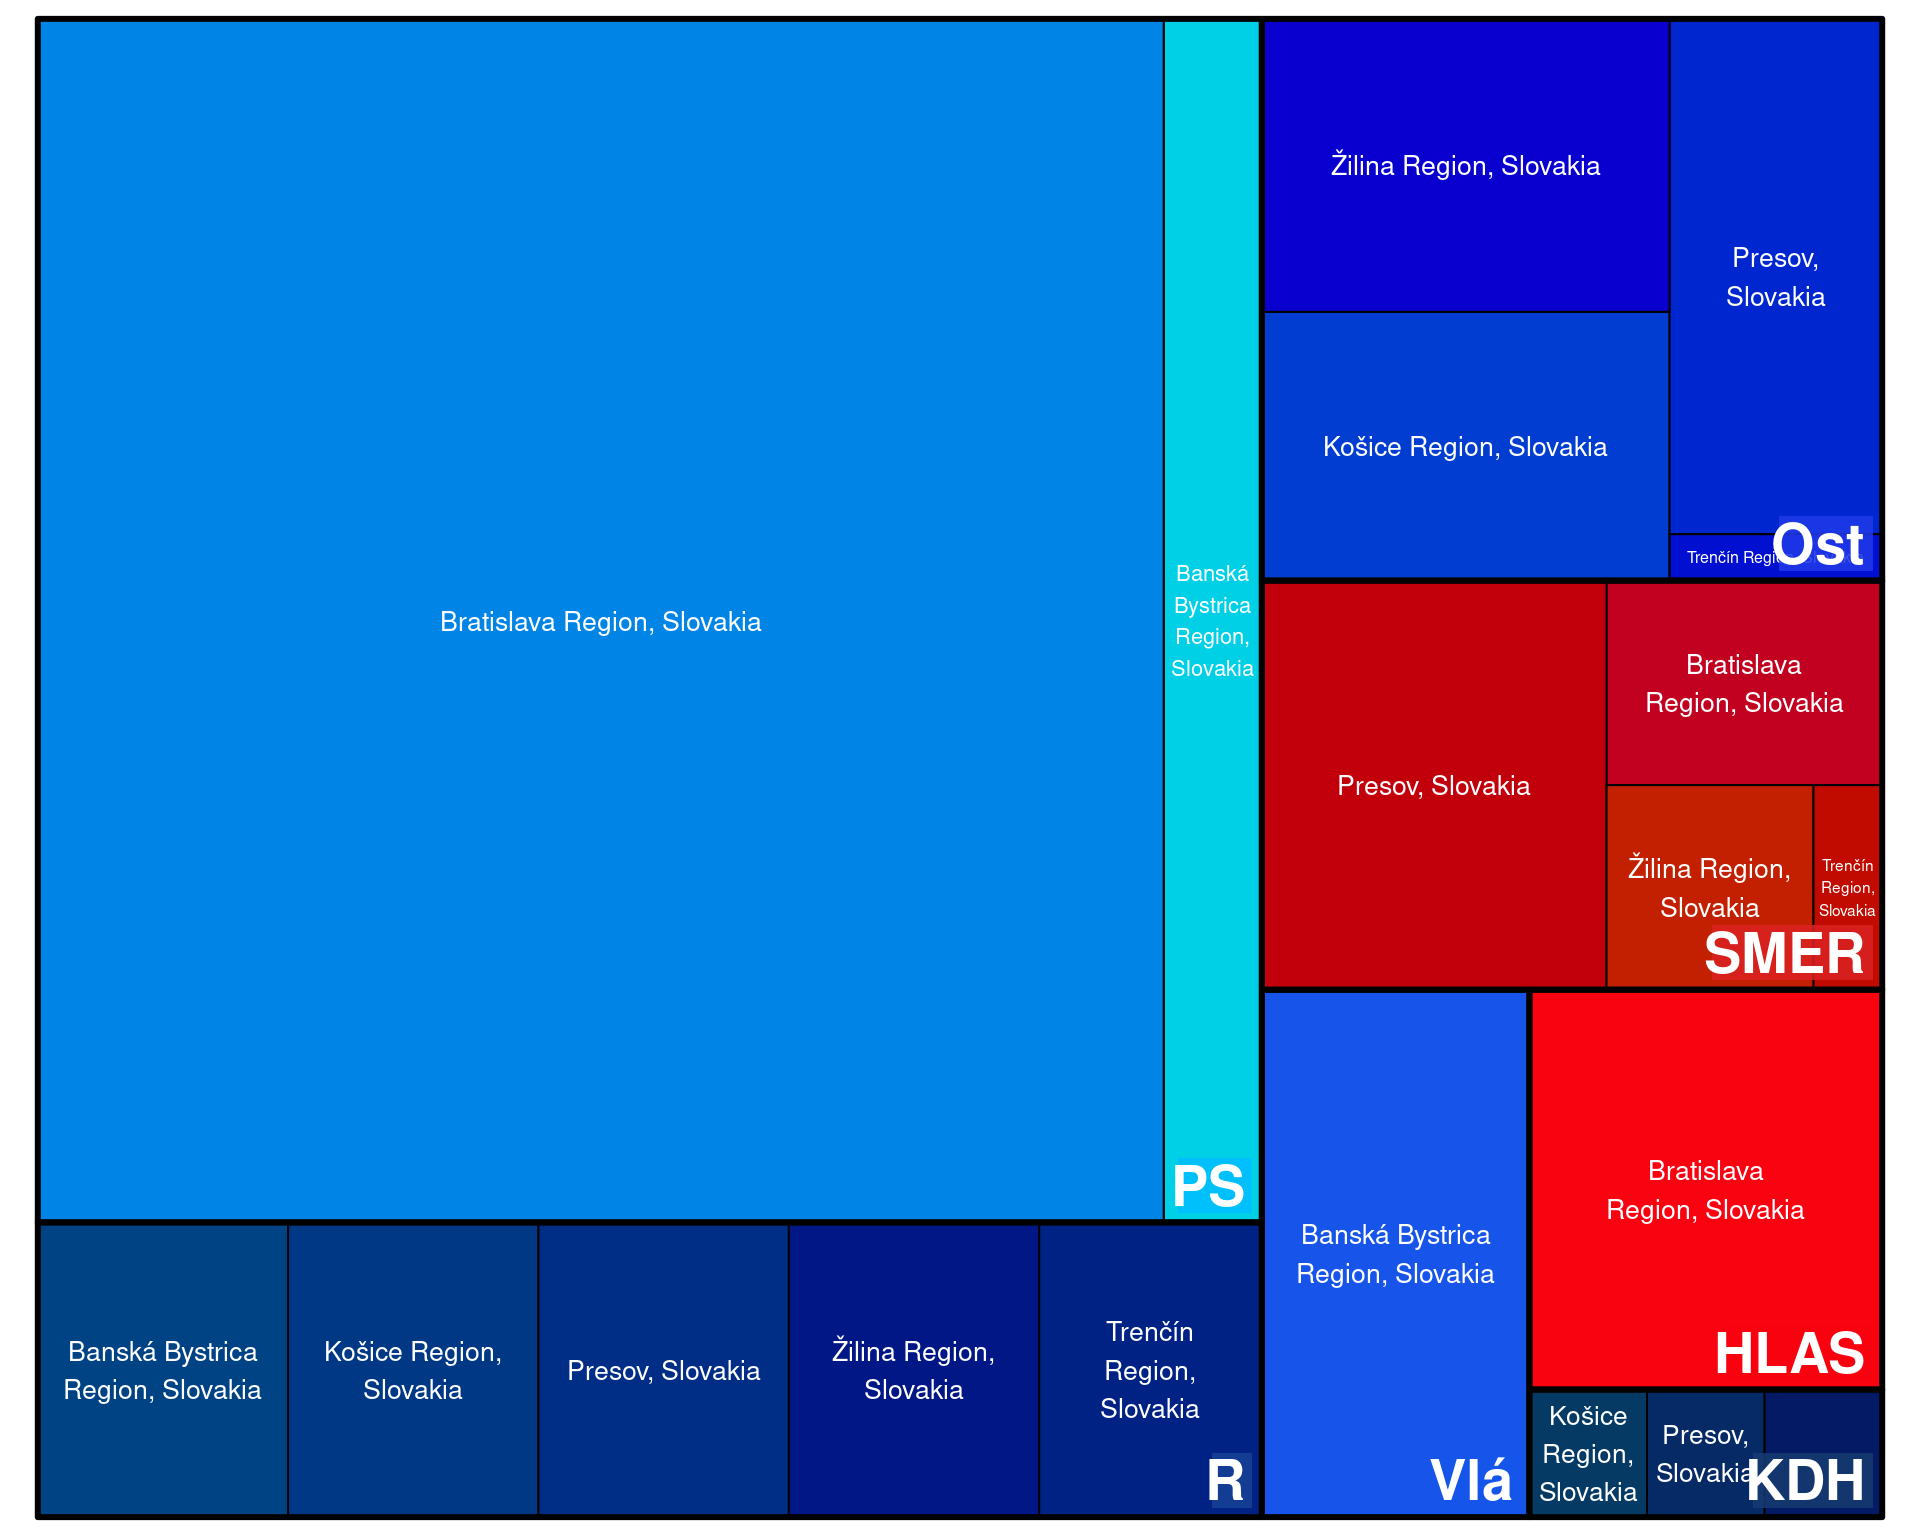 Bratislava Region, Slovakia
Banská
Bystrica
Region,
Slovakia
PS
Banská Bystrica
Region, Slovakia
Košice Region,
Slovakia
Presov, Slovakia
Žilina Region,
Slovakia
Trenčín
Region,
Slovakia
R
Žilina Region, Slovakia
Košice Region, Slovakia
Presov,
Slovakia
Trenčín
Ost
Presov, Slovakia
Bratislava
Region, Slovakia
Žilina Region,
Slovakia
Trenčín
Region,
Slovakia
SMER
Banská Bystrica
Region, Slovakia
Vlá
Bratislava
Region, Slovakia
HLAS
Košice
Region,
Slovakia
Presov,
Slovakia
KDH